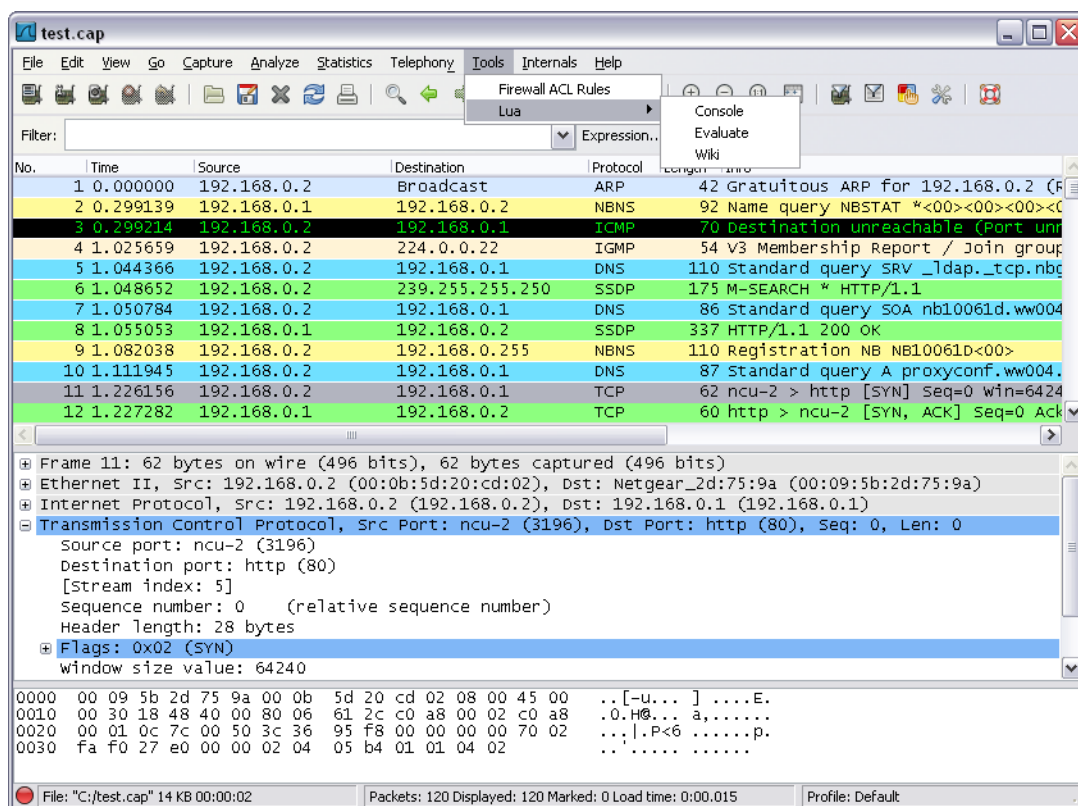 test.cap
File Edit View Go Capture Analyze Statistics Telephony Tools Internals Help
Firewall ACL Rules
Lua
Console
Evaluate
Wiki
Filter: Expression..
No. Time Source Destination Protocol Length Info
1 0.000000 192.168.0.2 Broadcast ARP 42 Gratuitous ARP for 192.168.0.2 (R
2 0.299139 192.168.0.1 192.168.0.2 NBNS 92 Name query NBSTAT *<00><00><00><0
3 0.299214 192.168.0.2 192.168.0.1 ICMP 70 Destination unreachable (Port unr
4 1.025659 192.168.0.2 224.0.0.22 IGMP 54 V3 Membership Report / Join group
5 1.044366 192.168.0.2 192.168.0.1 DNS 110 Standard query SRV _ldap._tcp.nbg
6 1.048652 192.168.0.2 239.255.255.250 SSDP 175 M-SEARCH * HTTP/1.1
7 1.050784 192.168.0.2 192.168.0.1 DNS 86 Standard query SOA nb10061d.ww004
8 1.055053 192.168.0.1 192.168.0.2 SSDP 337 HTTP/1.1 200 OK
9 1.082038 192.168.0.2 192.168.0.255 NBNS 110 Registration NB NB10061D<00>
10 1.111945 192.168.0.2 192.168.0.1 DNS 87 Standard query A proxyconf.ww004.
11 1.226156 192.168.0.2 192.168.0.1 TCP 62 ncu-2 > http [SYN] Seq=0 Win=6424
12 1.227282 192.168.0.1 192.168.0.2 TCP 60 http > ncu-2 [SYN, ACK] Seq=0 Ack
Frame 11: 62 bytes on wire (496 bits), 62 bytes captured (496 bits)
Ethernet II, Src: 192.168.0.2 (00:0b:5d:20:cd:02), Dst: Netgear_2d:75:9a (00:09:5b:2d:75:9a)
Internet Protocol, Src: 192.168.0.2 (192.168.0.2), Dst: 192.168.0.1 (192.168.0.1)
Transmission Control Protocol, Src Port: ncu-2 (3196), Dst Port: http (80), Seq: 0, Len: 0
Source port: ncu-2 (3196)
Destination port: http (80)
[Stream index: 5]
Sequence number: 0 (relative sequence number)
Header length: 28 bytes
Flags: 0x02 (SYN)
Window size value: 64240
0000 00 09 5b 2d 75 9a 00 0b 5d 20 cd 02 08 00 45 00 ..[-u... ] ....E.
0010 00 30 18 48 40 00 80 06 61 2c c0 a8 00 02 c0 a8 .0.H@... a,......
0020 00 01 0c 7c 00 50 3c 36 95 f8 00 00 00 00 70 02 ...|.P<6 ......p.
0030 fa f0 27 e0 00 00 02 04 05 b4 01 01 04 02 ..'..... ......
File: "C:/test.cap" 14 KB 00:00:02 Packets: 120 Displayed: 120 Marked: 0 Load time: 0:00.015 Profile: Default